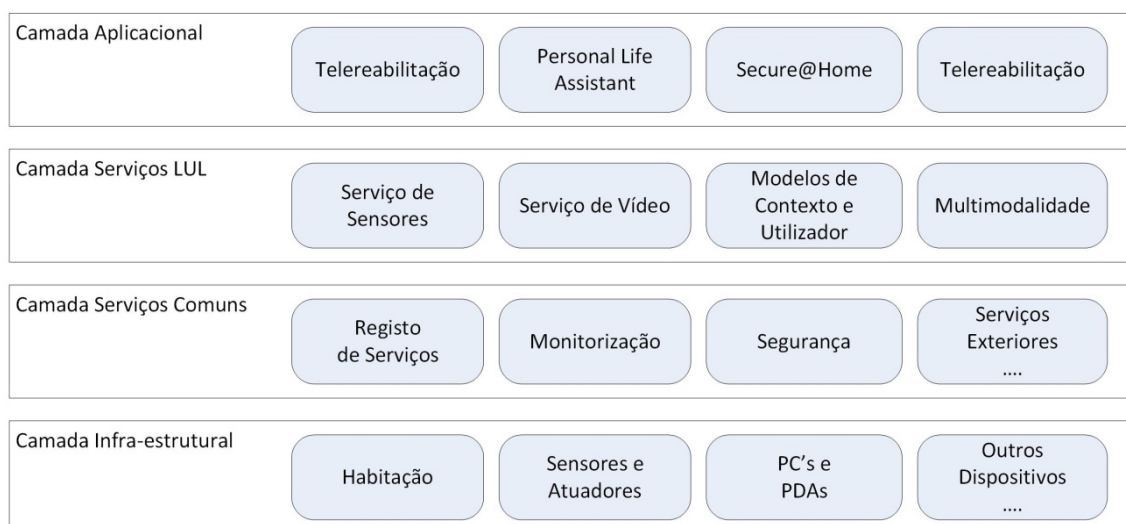 Camada Aplicacional
Telereabilitação
Personal Life
Assistant
Secure@Home
Telereabilitação
Camada Serviços LUL
Serviço de
Sensores
Serviço de Vídeo
Modelos de
Contexto e
Utilizador
Multimodalidade
Camada Serviços Comuns
Registo
de Serviços
Monitorização
Segurança
Serviços
Exteriores
....
Camada Infra-estrutural
Habitação
Sensores e
Atuadores
PC's e
PDAs
Outros
Dispositivos
....